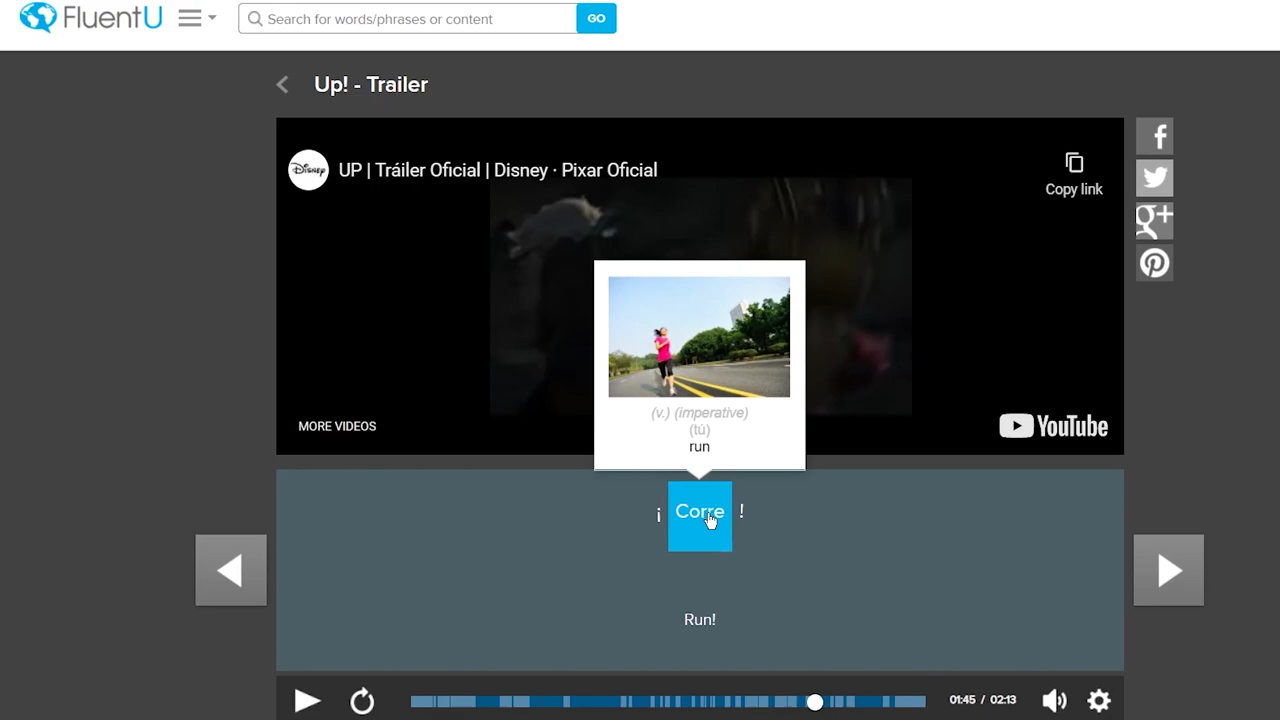 FluentU
Search for words/phrases or content
GO
Up! - Trailer
Disney
UP | Tráiler Oficial | Disney · Pixar Oficial
Copy link
(v.) (imperative)
(tú)
run
MORE VIDEOS
YouTube
¡ Corre !
Run!
01:45 / 02:13
f
g+